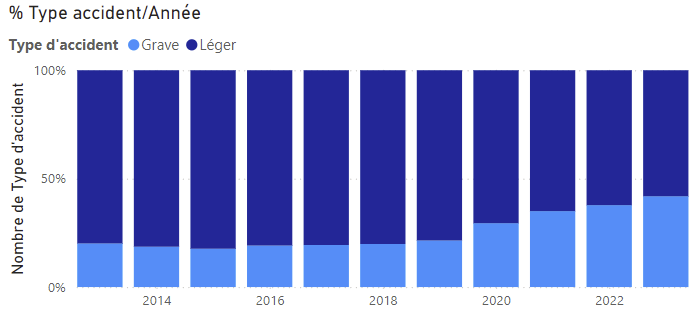 % Type accident/Année
Type d'accident Grave Léger
Nombre de Type d'accident
100%
50%
0%
2014 2016 2018 2020 2022